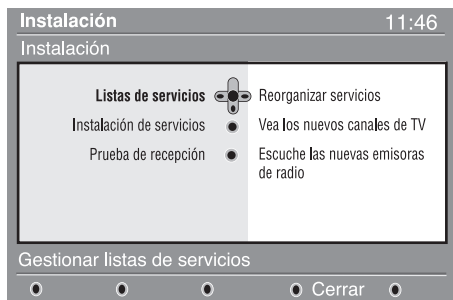 Instalación 11:46
Instalación
Listas de servicios
Instalación de servicios
Prueba de recepción
Reorganizar servicios
Vea los nuevos canales de TV
Escuche las nuevas emisoras
de radio
Gestionar listas de servicios
Cerrar